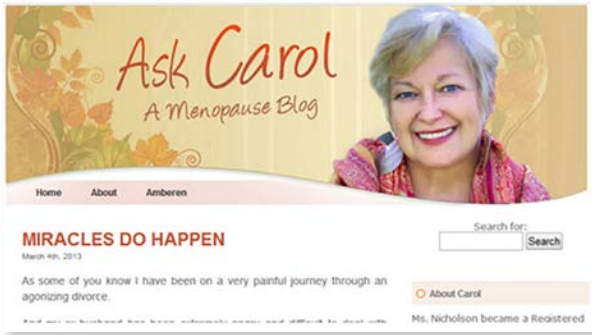 Ask Carol
A Menopause Blog
Home About Amberen
MIRACLES DO HAPPEN
March 4th, 2013
As some of you know I have been on a very painful journey through an
agonizing divorce.
Search for:
Search
About Carol
Ms. Nicholson became a Registered